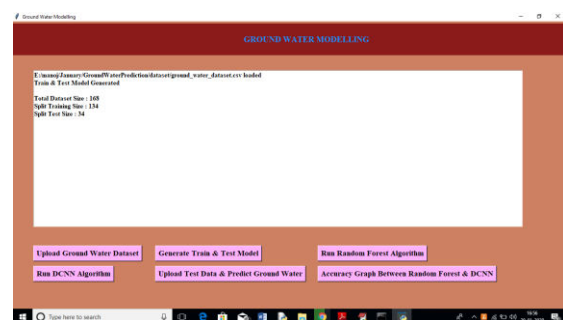 Ground Water Modelling
GROUND WATER MODELLING
E:/manoj/January/GroundWaterPrediction/dataset/ground_water_dataset.csv loaded
Train & Test Model Generated
Total Dataset Size : 168
Split Training Size : 134
Split Test Size : 34
Upload Ground Water Dataset
Generate Train & Test Model
Run Random Forest Algorithm
Run DCNN Algorithm
Upload Test Data & Predict Ground Water
Accuracy Graph Between Random Forest & DCNN
Type here to search